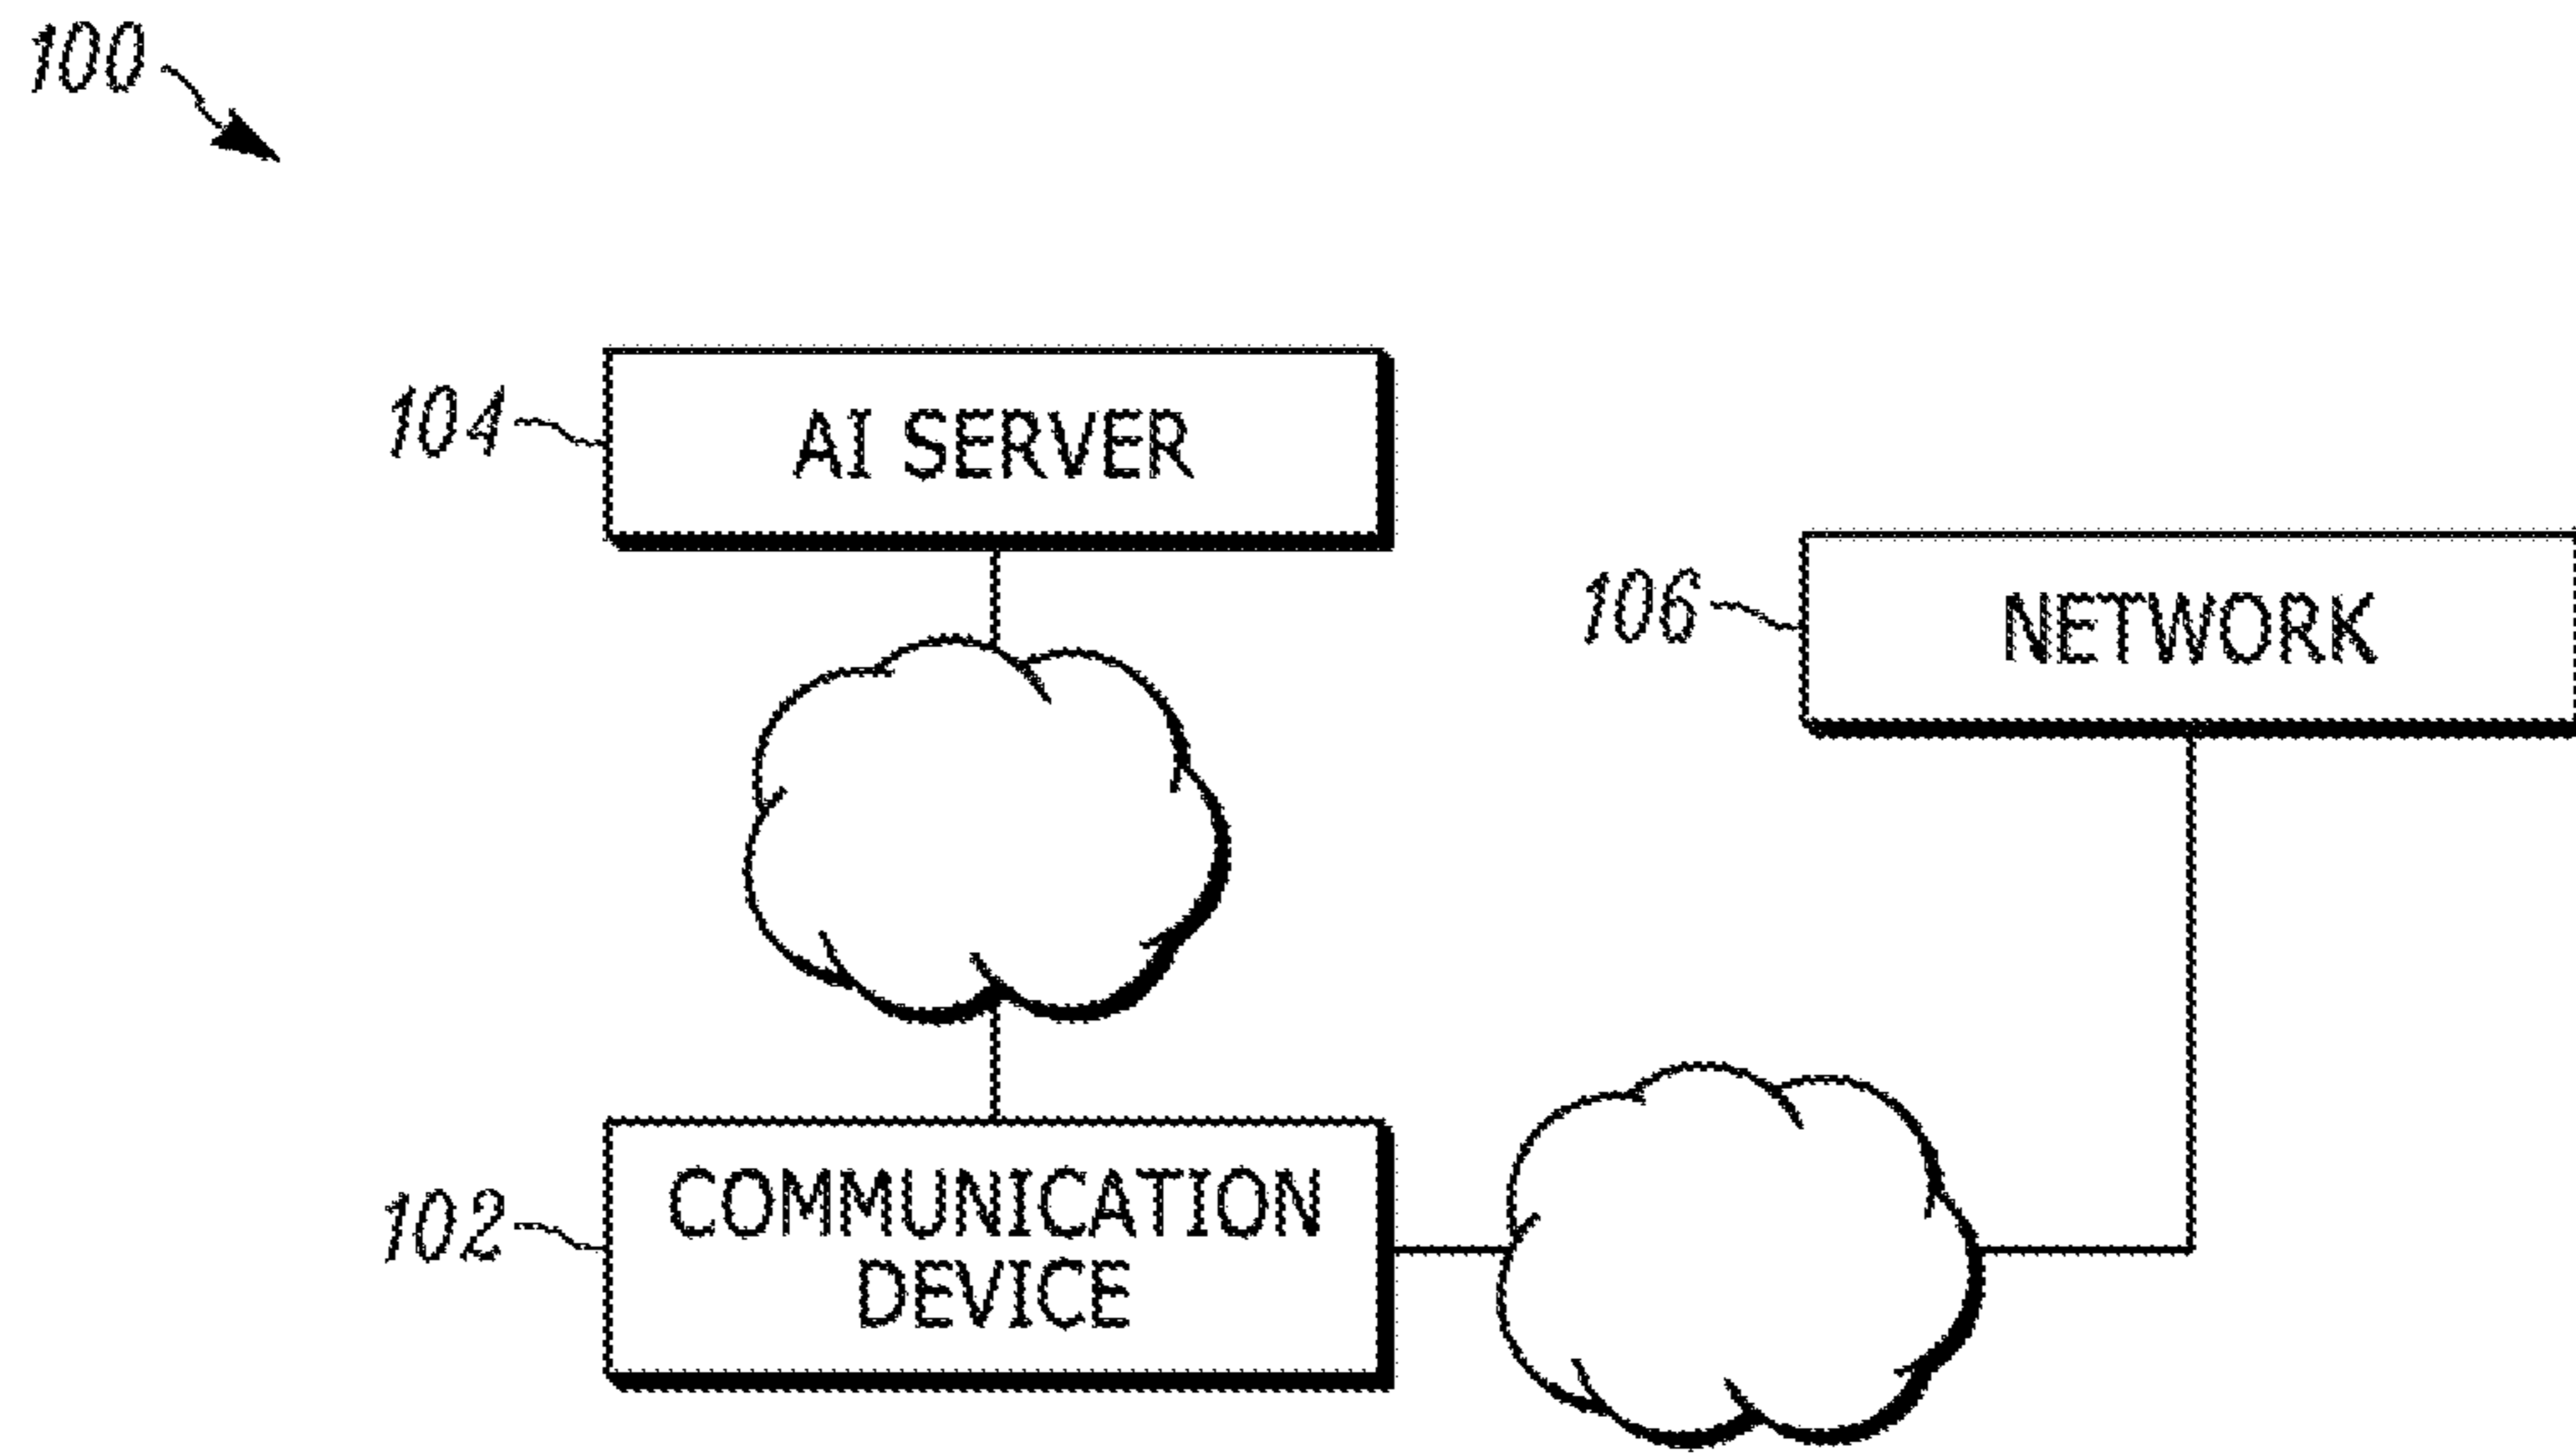 100
104
AI SERVER
106
NETWORK
102
COMMUNICATION
DEVICE